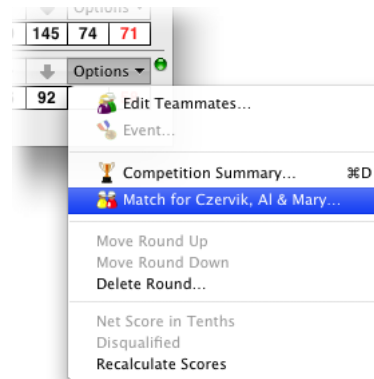 Options
145 74 71
Options
92
Edit Teammates...
Event...
Competition Summary... ⌘D
Match for Czervik, Al & Mary...
Move Round Up
Move Round Down
Delete Round...
Net Score in Tenths
Disqualified
Recalculate Scores